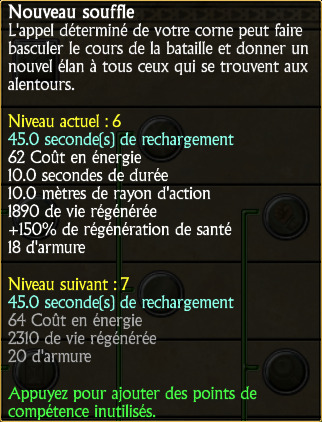 Nouveau souffle
L'appel déterminé de votre corne peut faire
basculer le cours de la bataille et donner un
nouvel élan à tous ceux qui se trouvent aux
alentours.
Niveau actuel : 6
45.0 seconde(s) de rechargement
62 Coût en énergie
10.0 secondes de durée
10.0 mètres de rayon d'action
1890 de vie régénérée
+150% de régénération de santé
18 d'armure
Niveau suivant : 7
45.0 seconde(s) de rechargement
64 Coût en énergie
2310 de vie régénérée
20 d'armure
Appuyez pour ajouter des points de
compétence inutilisés.